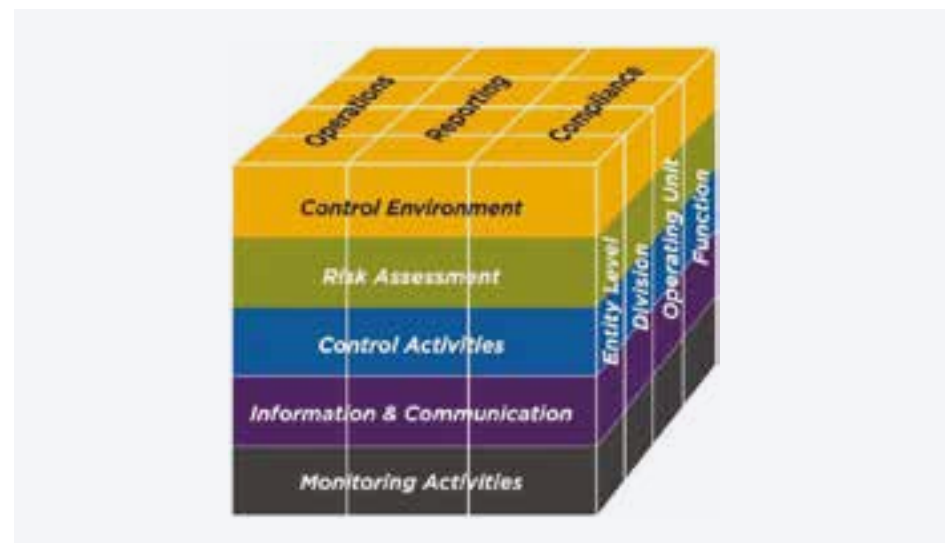 Operations
Reporting
Compliance
Control Environment
Risk Assessment
Control Activities
Information & Communication
Monitoring Activities
Entity Level
Division
Operating Unit
Function